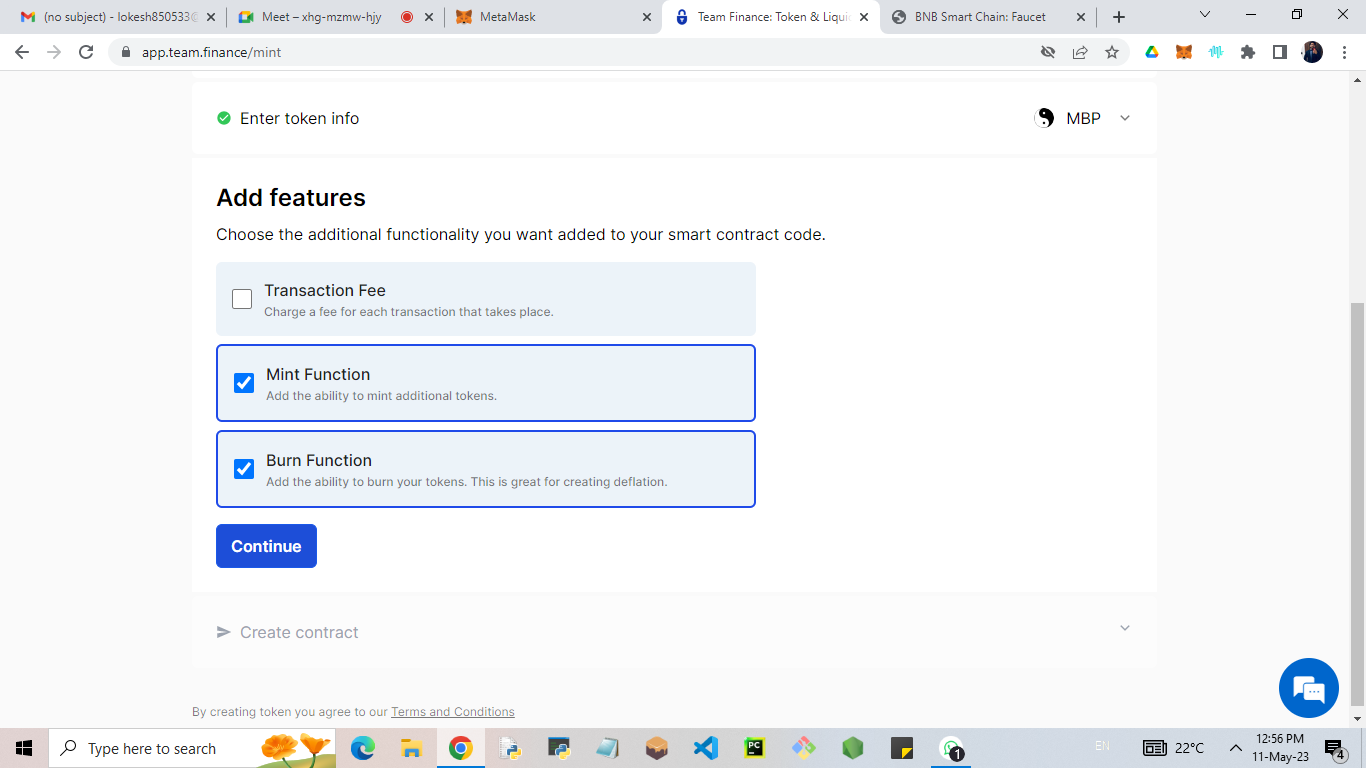 (no subject) - lokesh850533@
Meet – xhg-mzmw-hjy
MetaMask
Team Finance: Token & Liqui
BNB Smart Chain: Faucet
app.team.finance/mint
Enter token info
MBP
Add features
Choose the additional functionality you want added to your smart contract code.
Transaction Fee
Charge a fee for each transaction that takes place.
Mint Function
Add the ability to mint additional tokens.
Burn Function
Add the ability to burn your tokens. This is great for creating deflation.
Continue
Create contract
By creating token you agree to our Terms and Conditions
Type here to search
PC
1
EN
22°C
12:56 PM
11-May-23
4